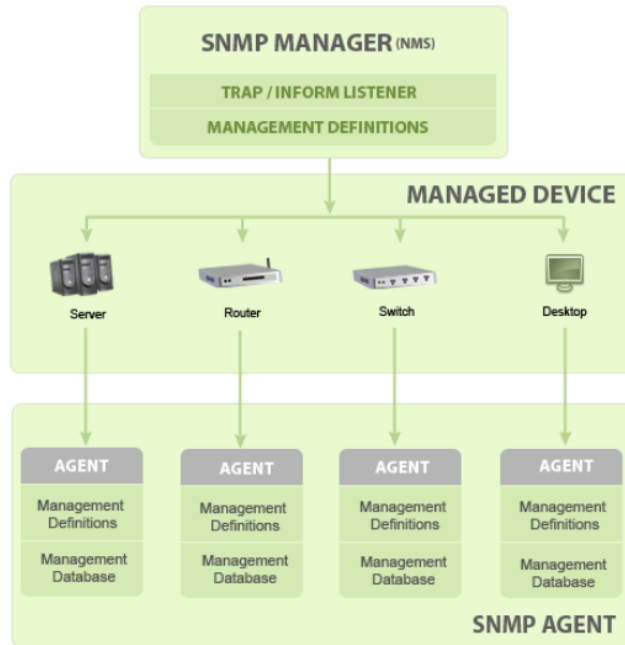 SNMP MANAGER (NMS)
TRAP / INFORM LISTENER
MANAGEMENT DEFINITIONS
MANAGED DEVICE
Server
Router
Switch
Desktop
AGENT
Management
Definitions
Management
Database
AGENT
Management
Definitions
Management
Database
AGENT
Management
Definitions
Management
Database
AGENT
Management
Definitions
Management
Database
SNMP AGENT